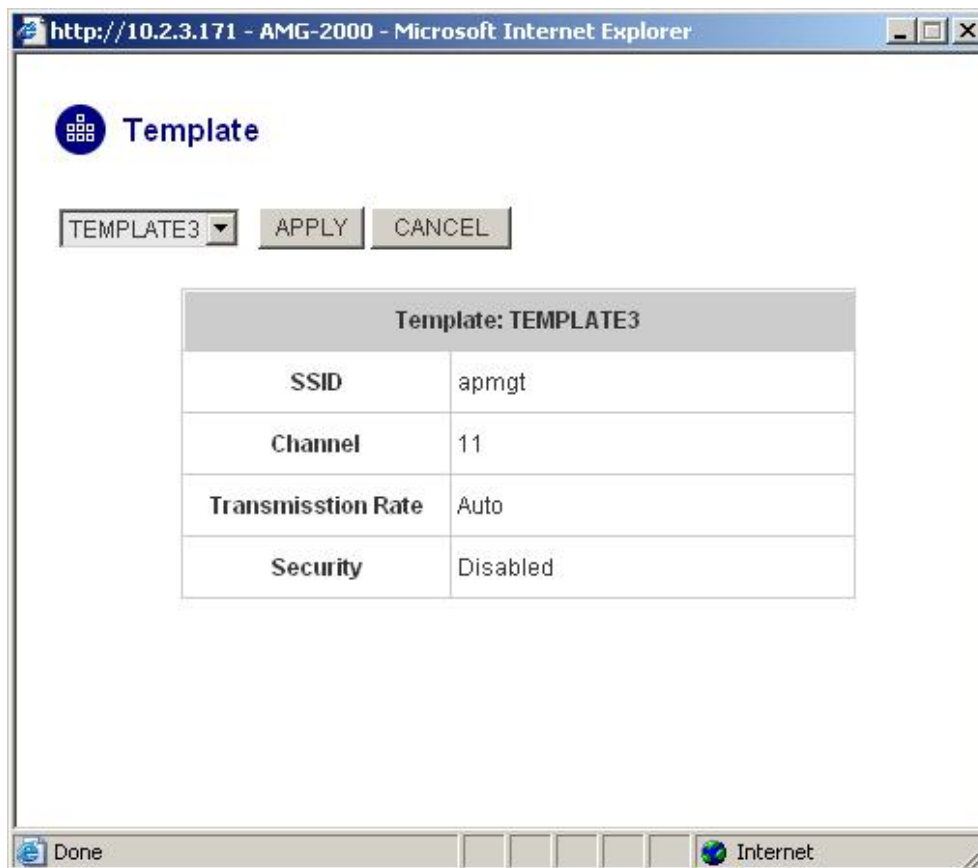 http://10.2.3.171 - AMG-2000 - Microsoft Internet Explorer
Template
TEMPLATE3 APPLY CANCEL
Template: TEMPLATE3
SSID apmgt
Channel 11
Transmisstion Rate Auto
Security Disabled
Done Internet